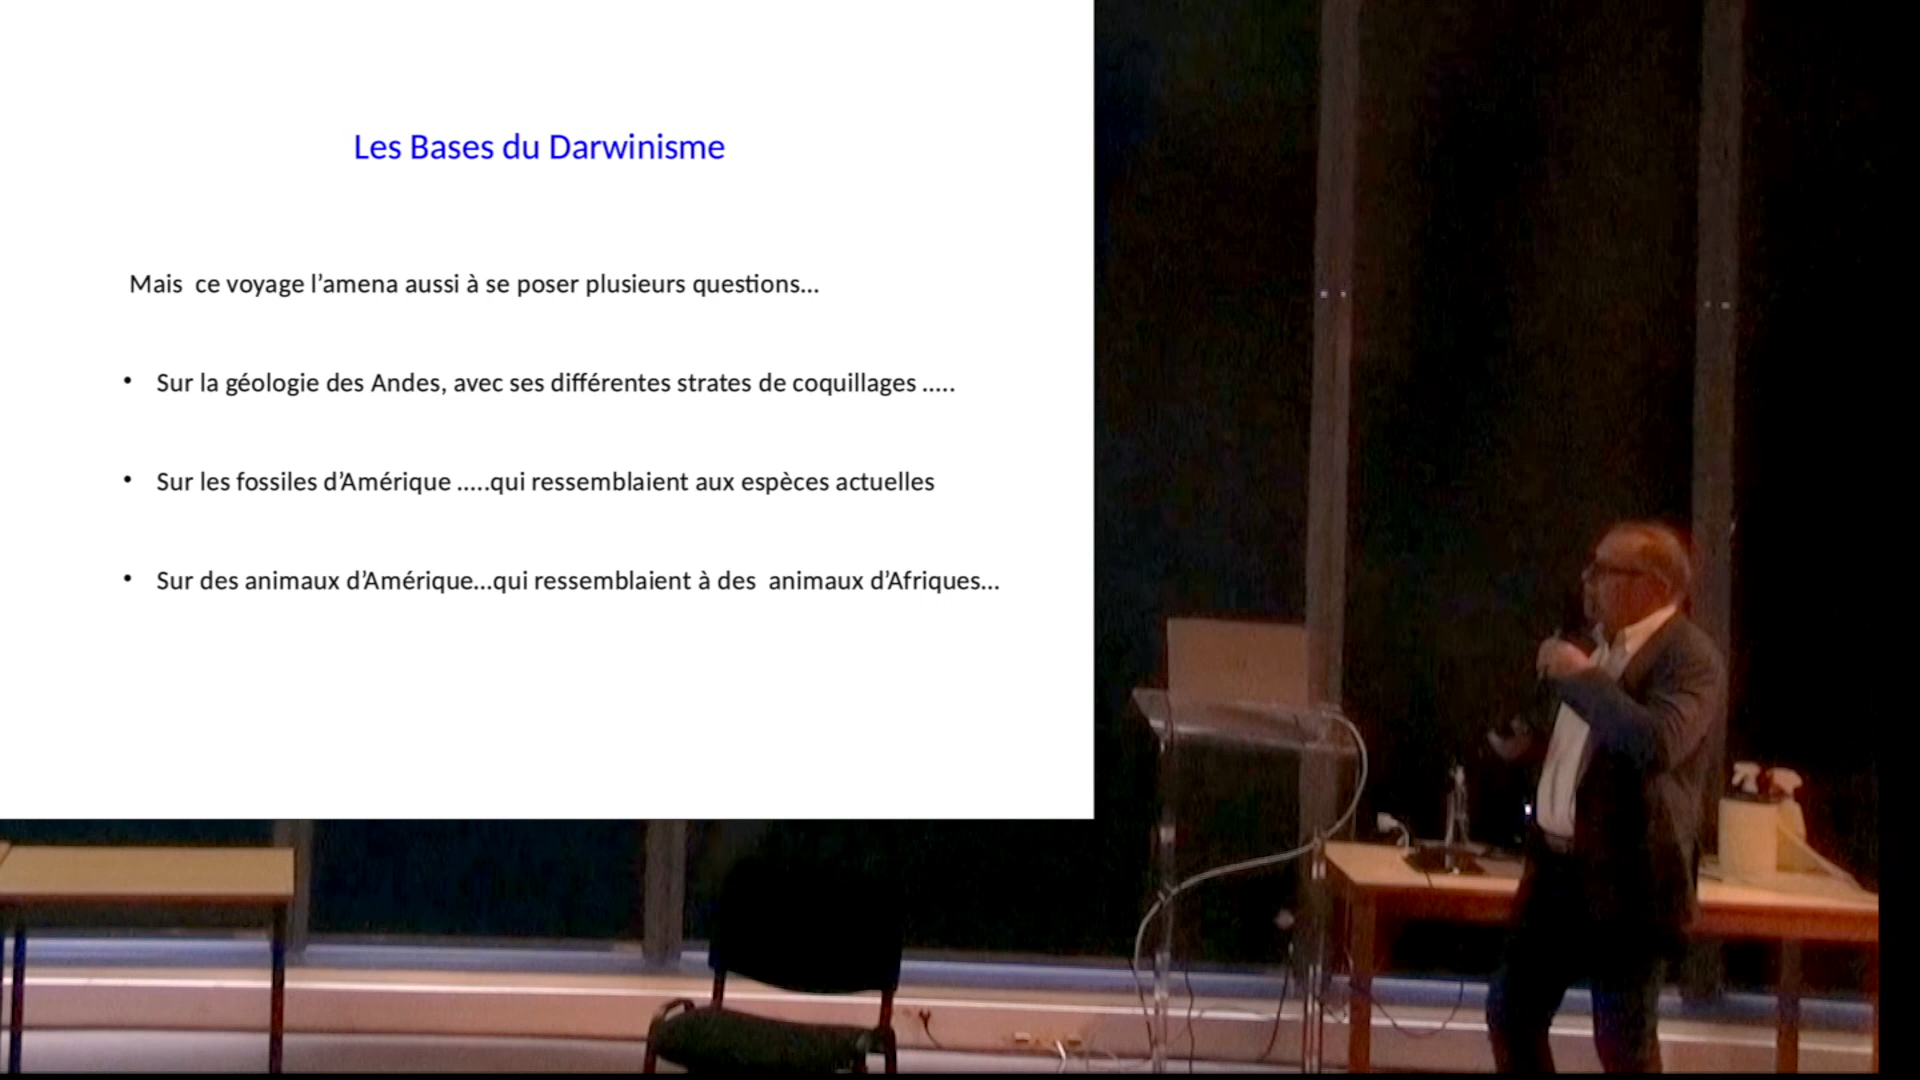 Les Bases du Darwinisme
Mais  ce voyage l’amena aussi à se poser plusieurs questions...
• Sur la géologie des Andes, avec ses différentes strates de coquillages .....
• Sur les fossiles d’Amérique .....qui ressemblaient aux espèces actuelles
• Sur des animaux d’Amérique...qui ressemblaient à des  animaux d’Afriques...